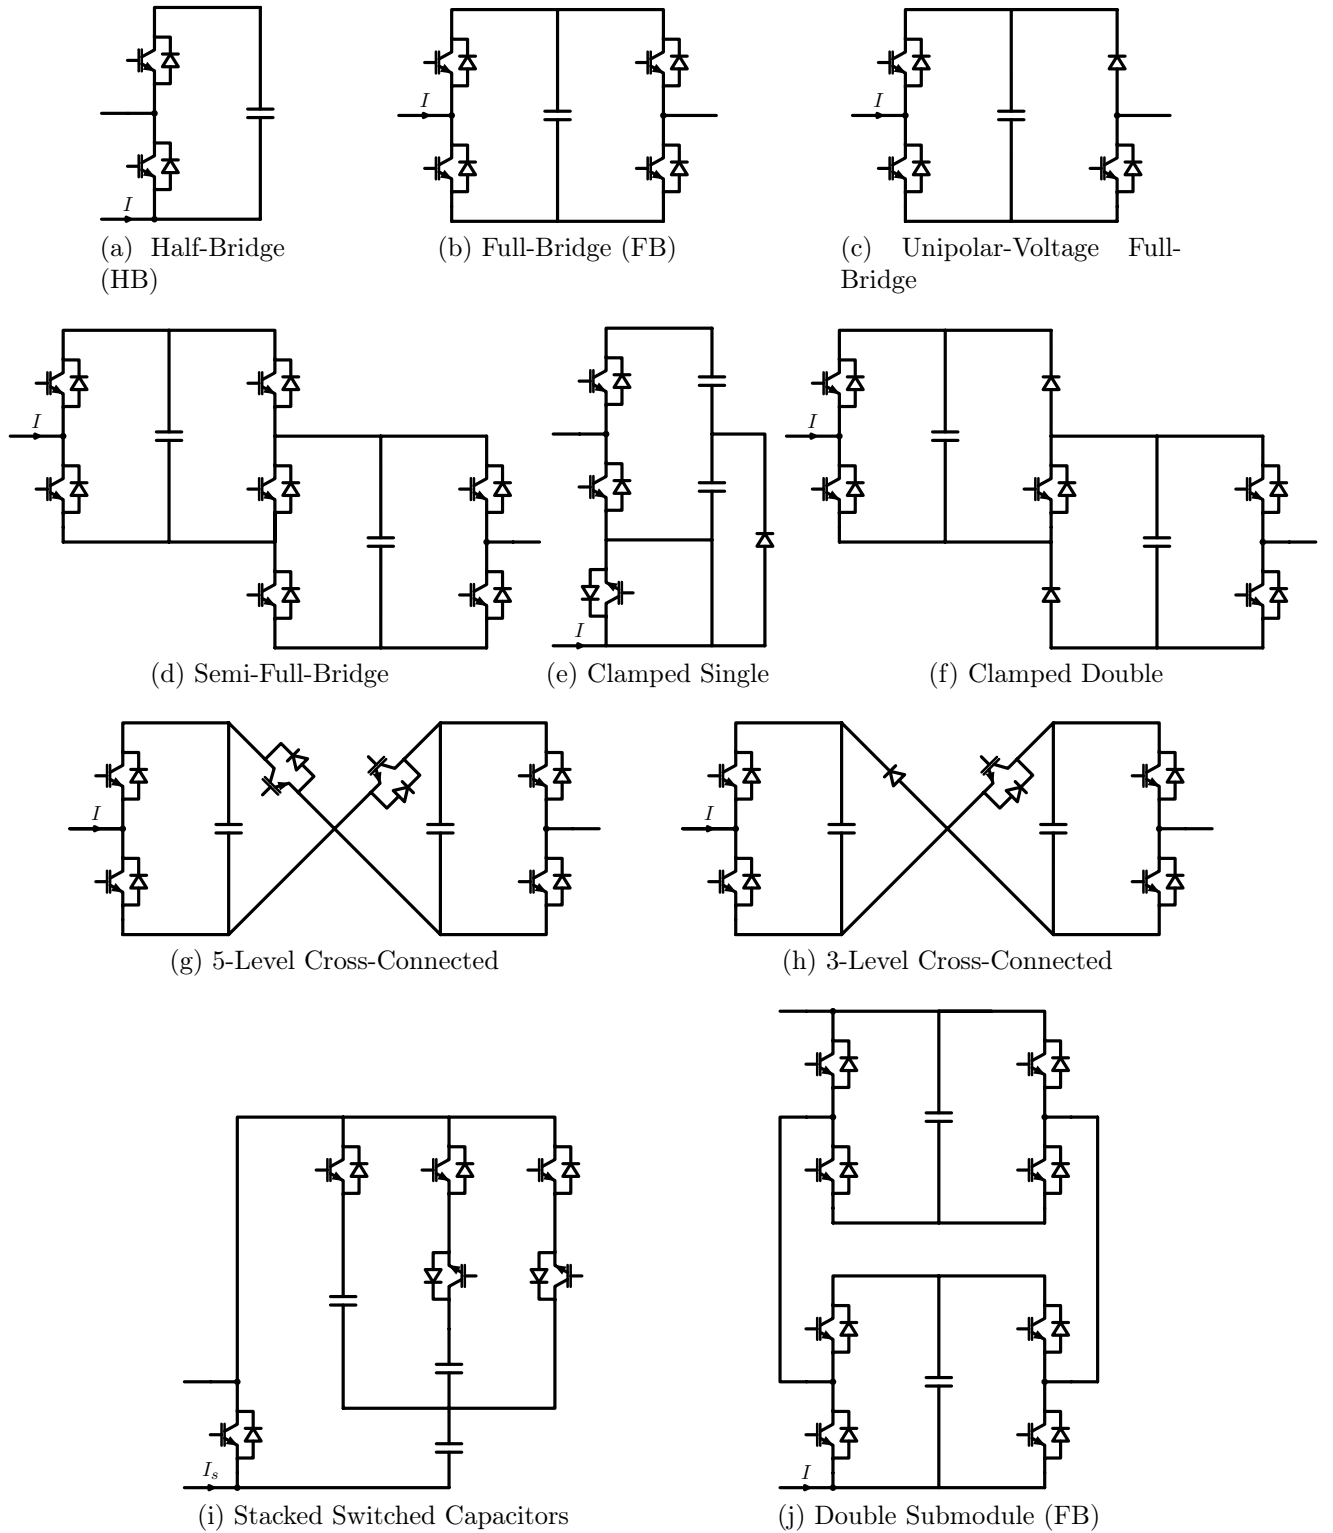 I
I
I
(a) Half-Bridge
(HB)
(b) Full-Bridge (FB)
(c) Unipolar-Voltage Full-
Bridge
I
I
I
(d) Semi-Full-Bridge
(e) Clamped Single
(f) Clamped Double
I
I
(g) 5-Level Cross-Connected
(h) 3-Level Cross-Connected
I_s
I
(i) Stacked Switched Capacitors
(j) Double Submodule (FB)